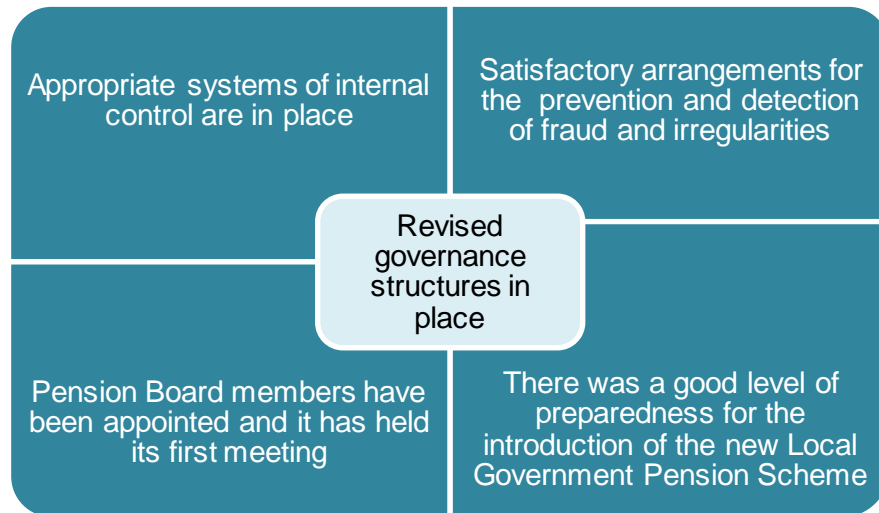 Appropriate systems of internal
control are in place
Satisfactory arrangements for
the prevention and detection
of fraud and irregularities
Revised
governance
structures in
place
Pension Board members have
been appointed and it has held
its first meeting
There was a good level of
preparedness for the
introduction of the new Local
Government Pension Scheme